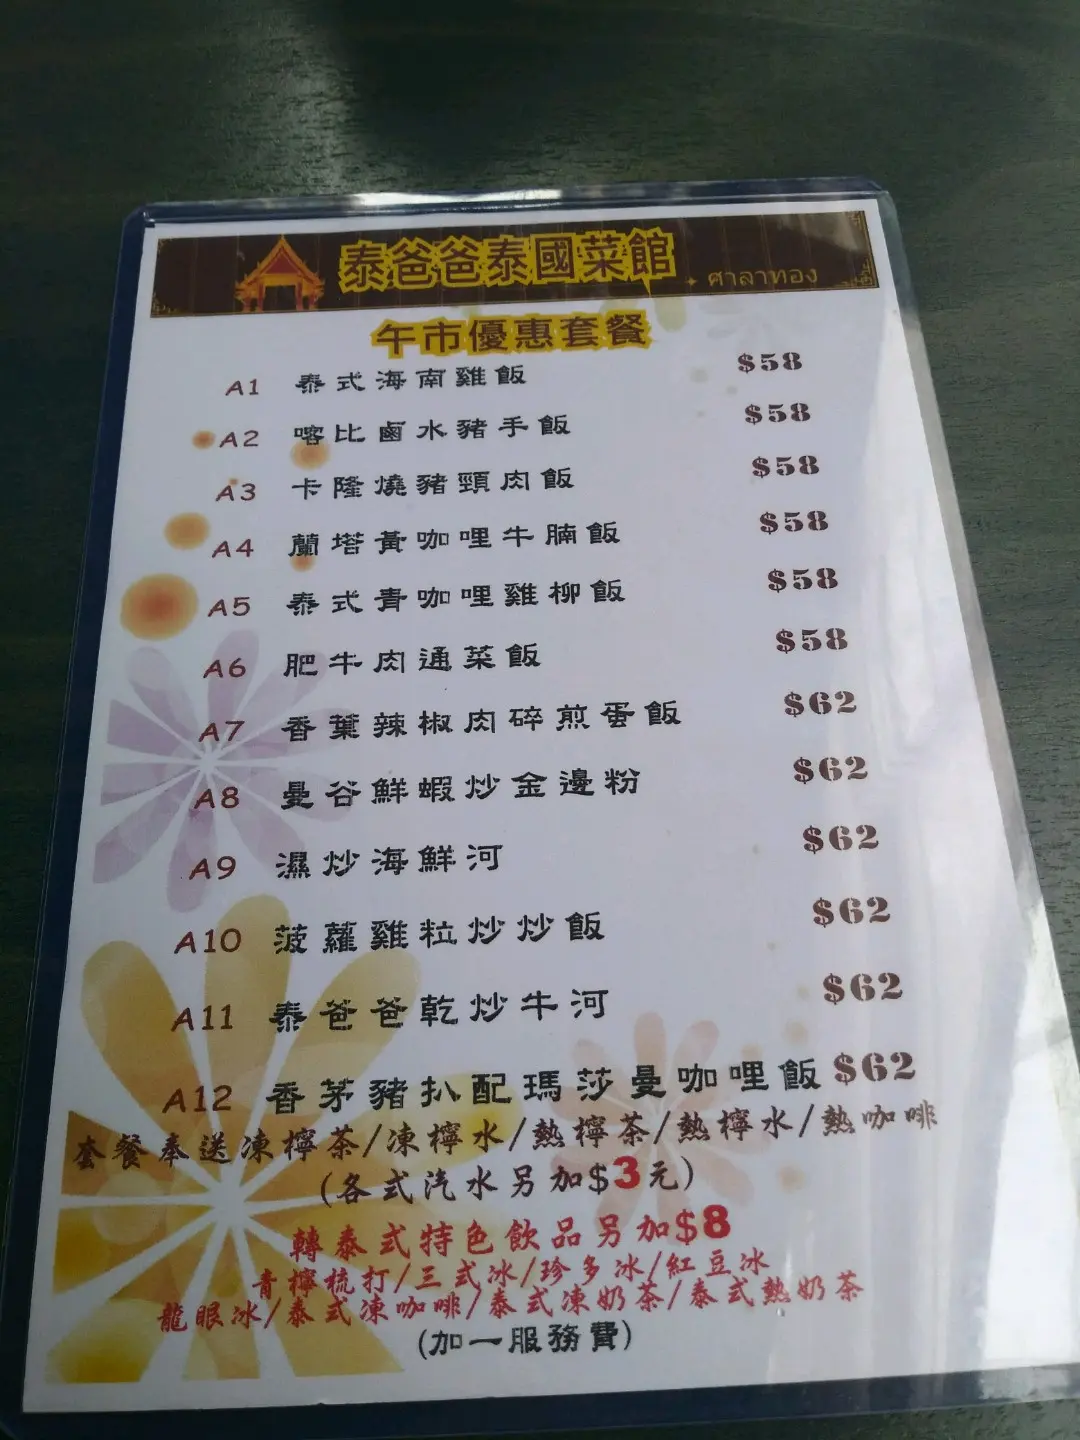 泰爸爸泰國菜館 ศาลาทอง
午市優惠套餐
A1 泰式海南雞飯 $58
A2 喀比鹵水豬手飯 $58
A3 卡隆燒豬頸肉飯 $58
A4 蘭塔黃咖哩牛腩飯 $58
A5 泰式青咖哩雞柳飯 $58
A6 肥牛肉通菜飯 $58
A7 香葉辣椒肉碎煎蛋飯 $62
A8 曼谷鮮蝦炒金邊粉 $62
A9 濕炒海鮮河 $62
A10 菠蘿雞粒炒炒飯 $62
A11 泰爸爸乾炒牛河 $62
A12 香茅豬扒配瑪莎曼咖哩飯 $62
套餐奉送凍檸茶/凍檸水/熱檸茶/熱檸水/熱咖啡
(各式汽水另加$3元)
轉泰式特色飲品另加$8
青檸梳打/三式冰/珍多冰/紅豆冰
龍眼冰/泰式凍咖啡/泰式凍奶茶/泰式熱奶茶
(加一服務費)